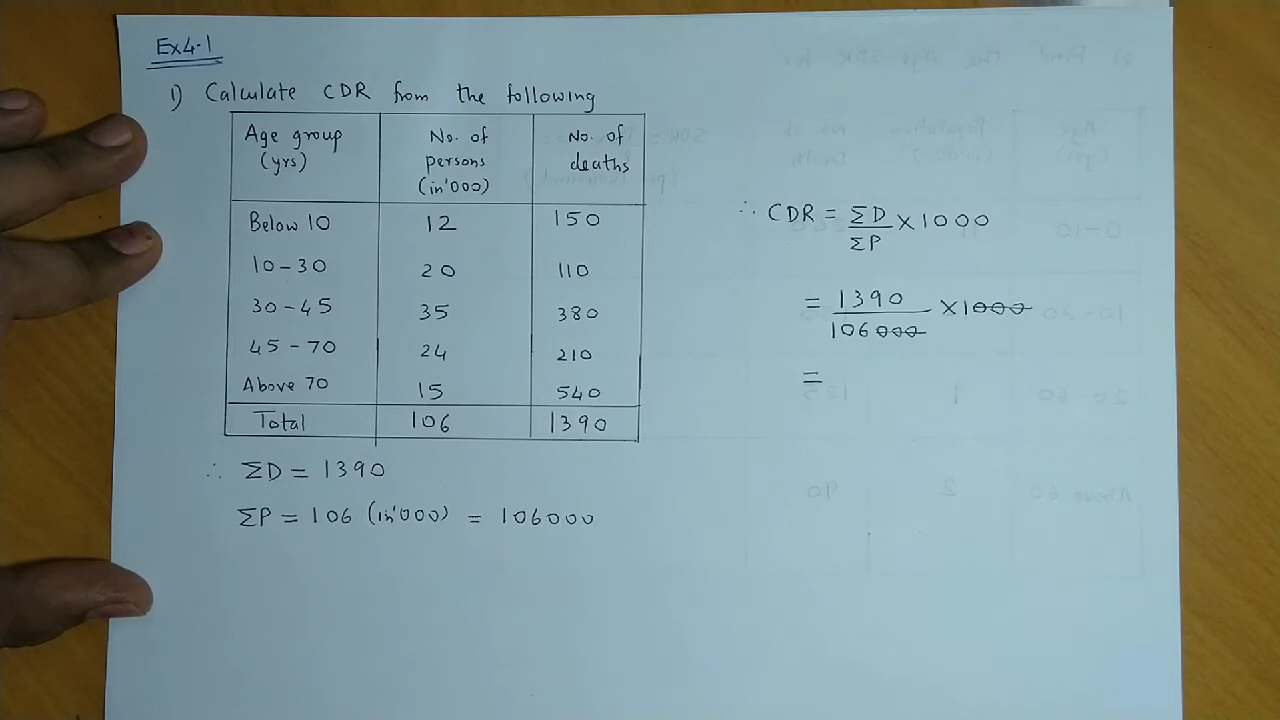 Ex4.1
1) Calculate CDR from the following
Age group (yrs) No. of persons (in'000) No. of deaths
Below 10 12 150
10-30 20 110
30-45 35 380
45-70 24 210
Above 70 15 540
Total 106 1390
∴ ΣD = 1390
ΣP = 106 (in'000) = 106000
∴ CDR = ΣD/ΣP × 1000
= 1390/106000 × 1000
=